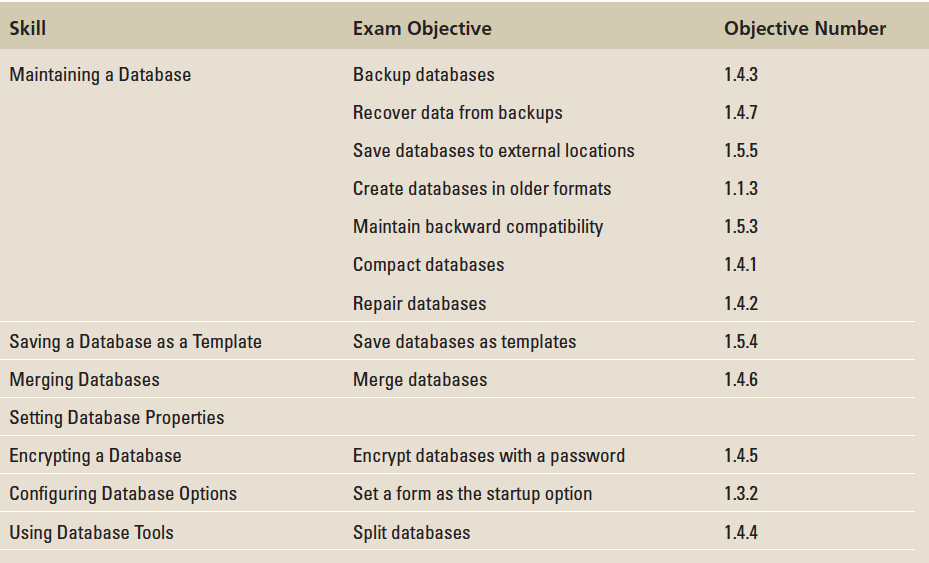 Skill Exam Objective Objective Number
Maintaining a Database Backup databases 1.4.3
Recover data from backups 1.4.7
Save databases to external locations 1.5.5
Create databases in older formats 1.1.3
Maintain backward compatibility 1.5.3
Compact databases 1.4.1
Repair databases 1.4.2
Saving a Database as a Template Save databases as templates 1.5.4
Merging Databases Merge databases 1.4.6
Setting Database Properties
Encrypting a Database Encrypt databases with a password 1.4.5
Configuring Database Options Set a form as the startup option 1.3.2
Using Database Tools Split databases 1.4.4